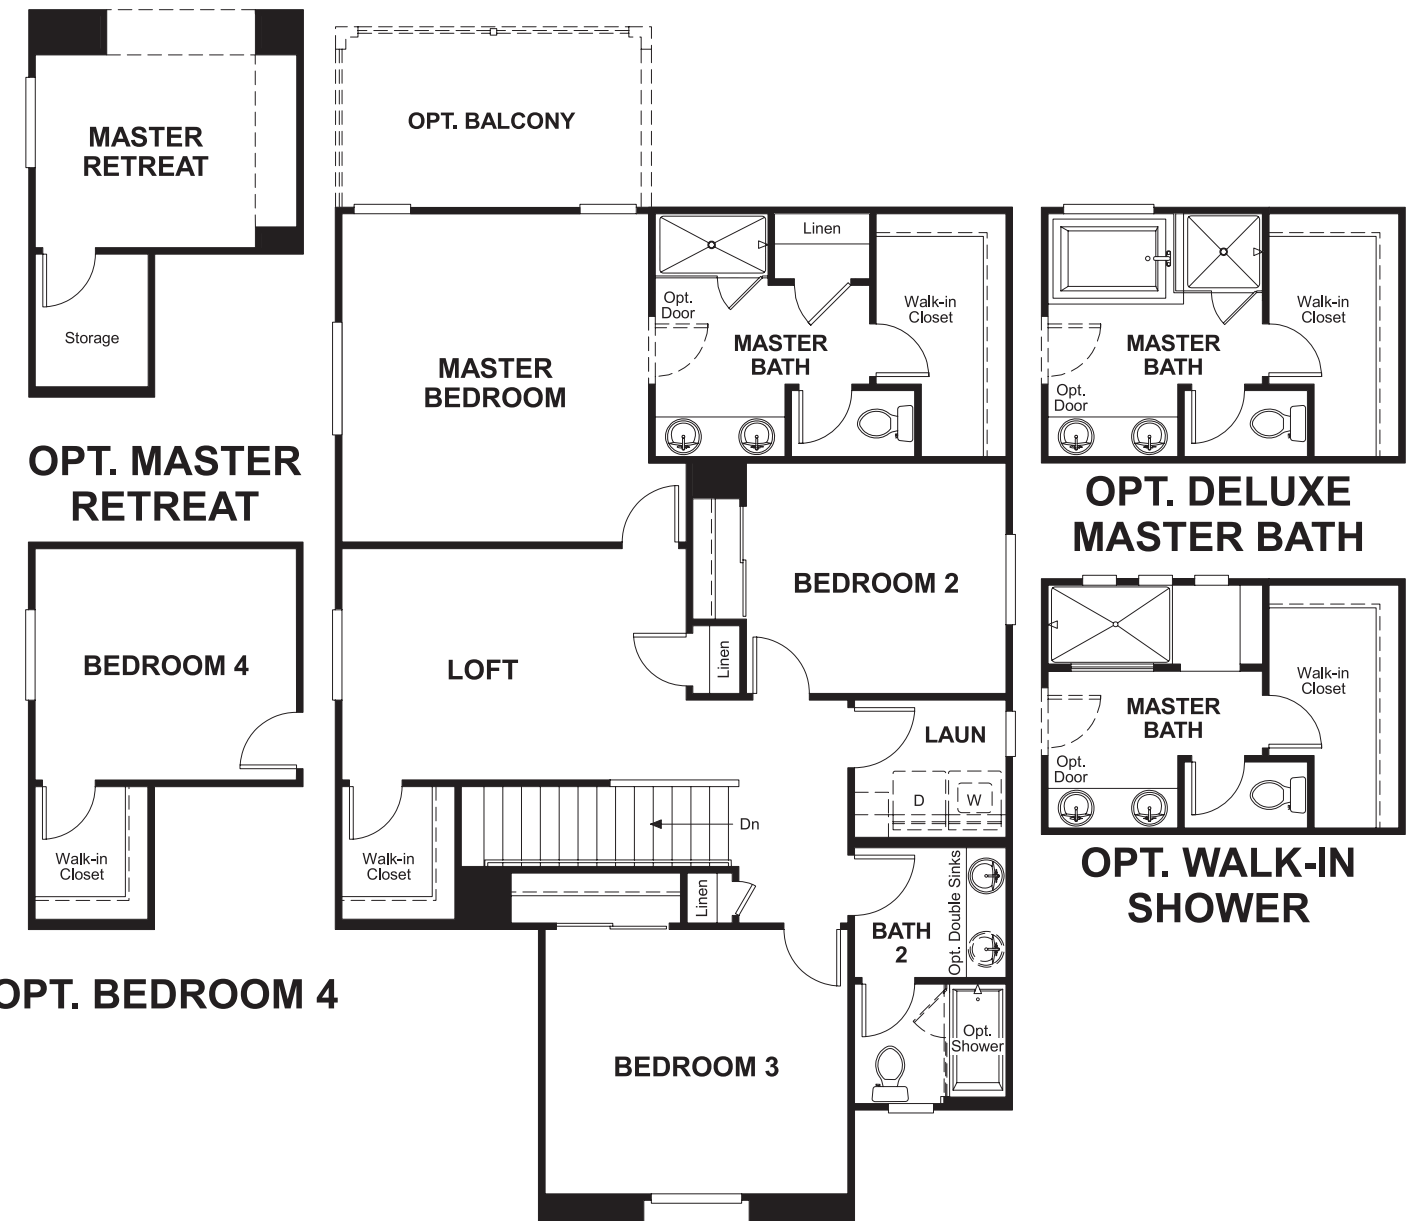 MASTER
RETREAT
Storage
OPT. MASTER
RETREAT
BEDROOM 4
Walk-in
Closet
OPT. BEDROOM 4
OPT. BALCONY
MASTER
BEDROOM
Opt.
Door
Linen
MASTER
BATH
Walk-in
Closet
BEDROOM 2
LOFT
Linen
LAUN
D
W
Dn
Walk-in
Closet
Linen
BATH
2
Opt. Double Sinks
Opt.
Shower
BEDROOM 3
Walk-in
Closet
MASTER
BATH
Opt.
Door
OPT. DELUXE
MASTER BATH
Walk-in
Closet
MASTER
BATH
Opt.
Door
OPT. WALK-IN
SHOWER